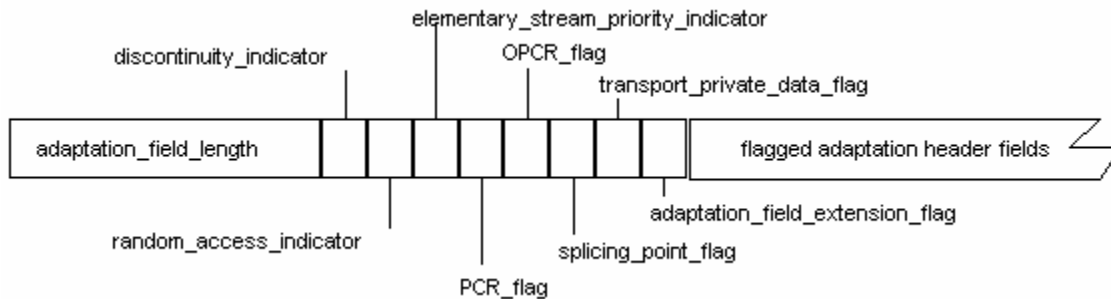 elementary_stream_priority_indicator
discontinuity_indicator
OPCR_flag
transport_private_data_flag
adaptation_field_length
flagged adaptation header fields
adaptation_field_extension_flag
random_access_indicator
splicing_point_flag
PCR_flag